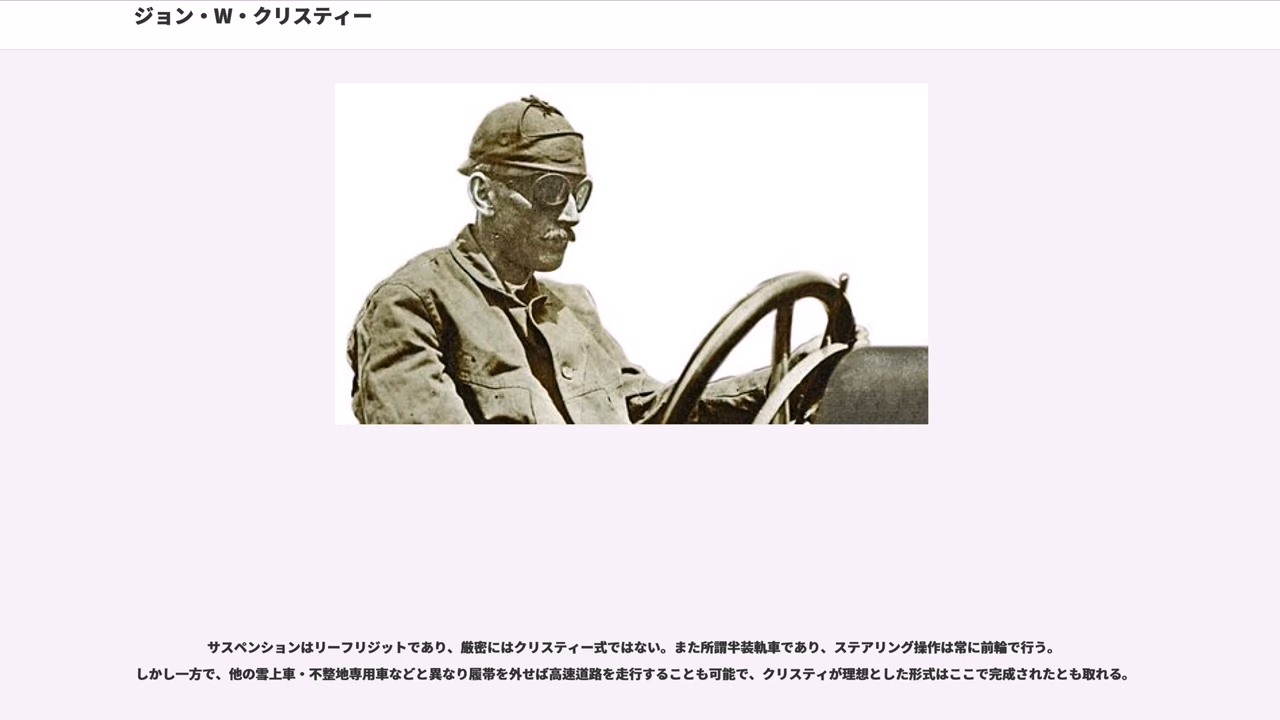 ジョン・W・クリスティー
サスペンションはリーフリジットであり、厳密にはクリスティー式ではない。また所謂半装軌車であり、ステアリング操作は常に前輪で行う。
しかし一方で、他の雪上車・不整地専用車などと異なり履帯を外せば高速道路を走行することも可能で、クリスティが理想とした形式はここで完成されたとも取れる。